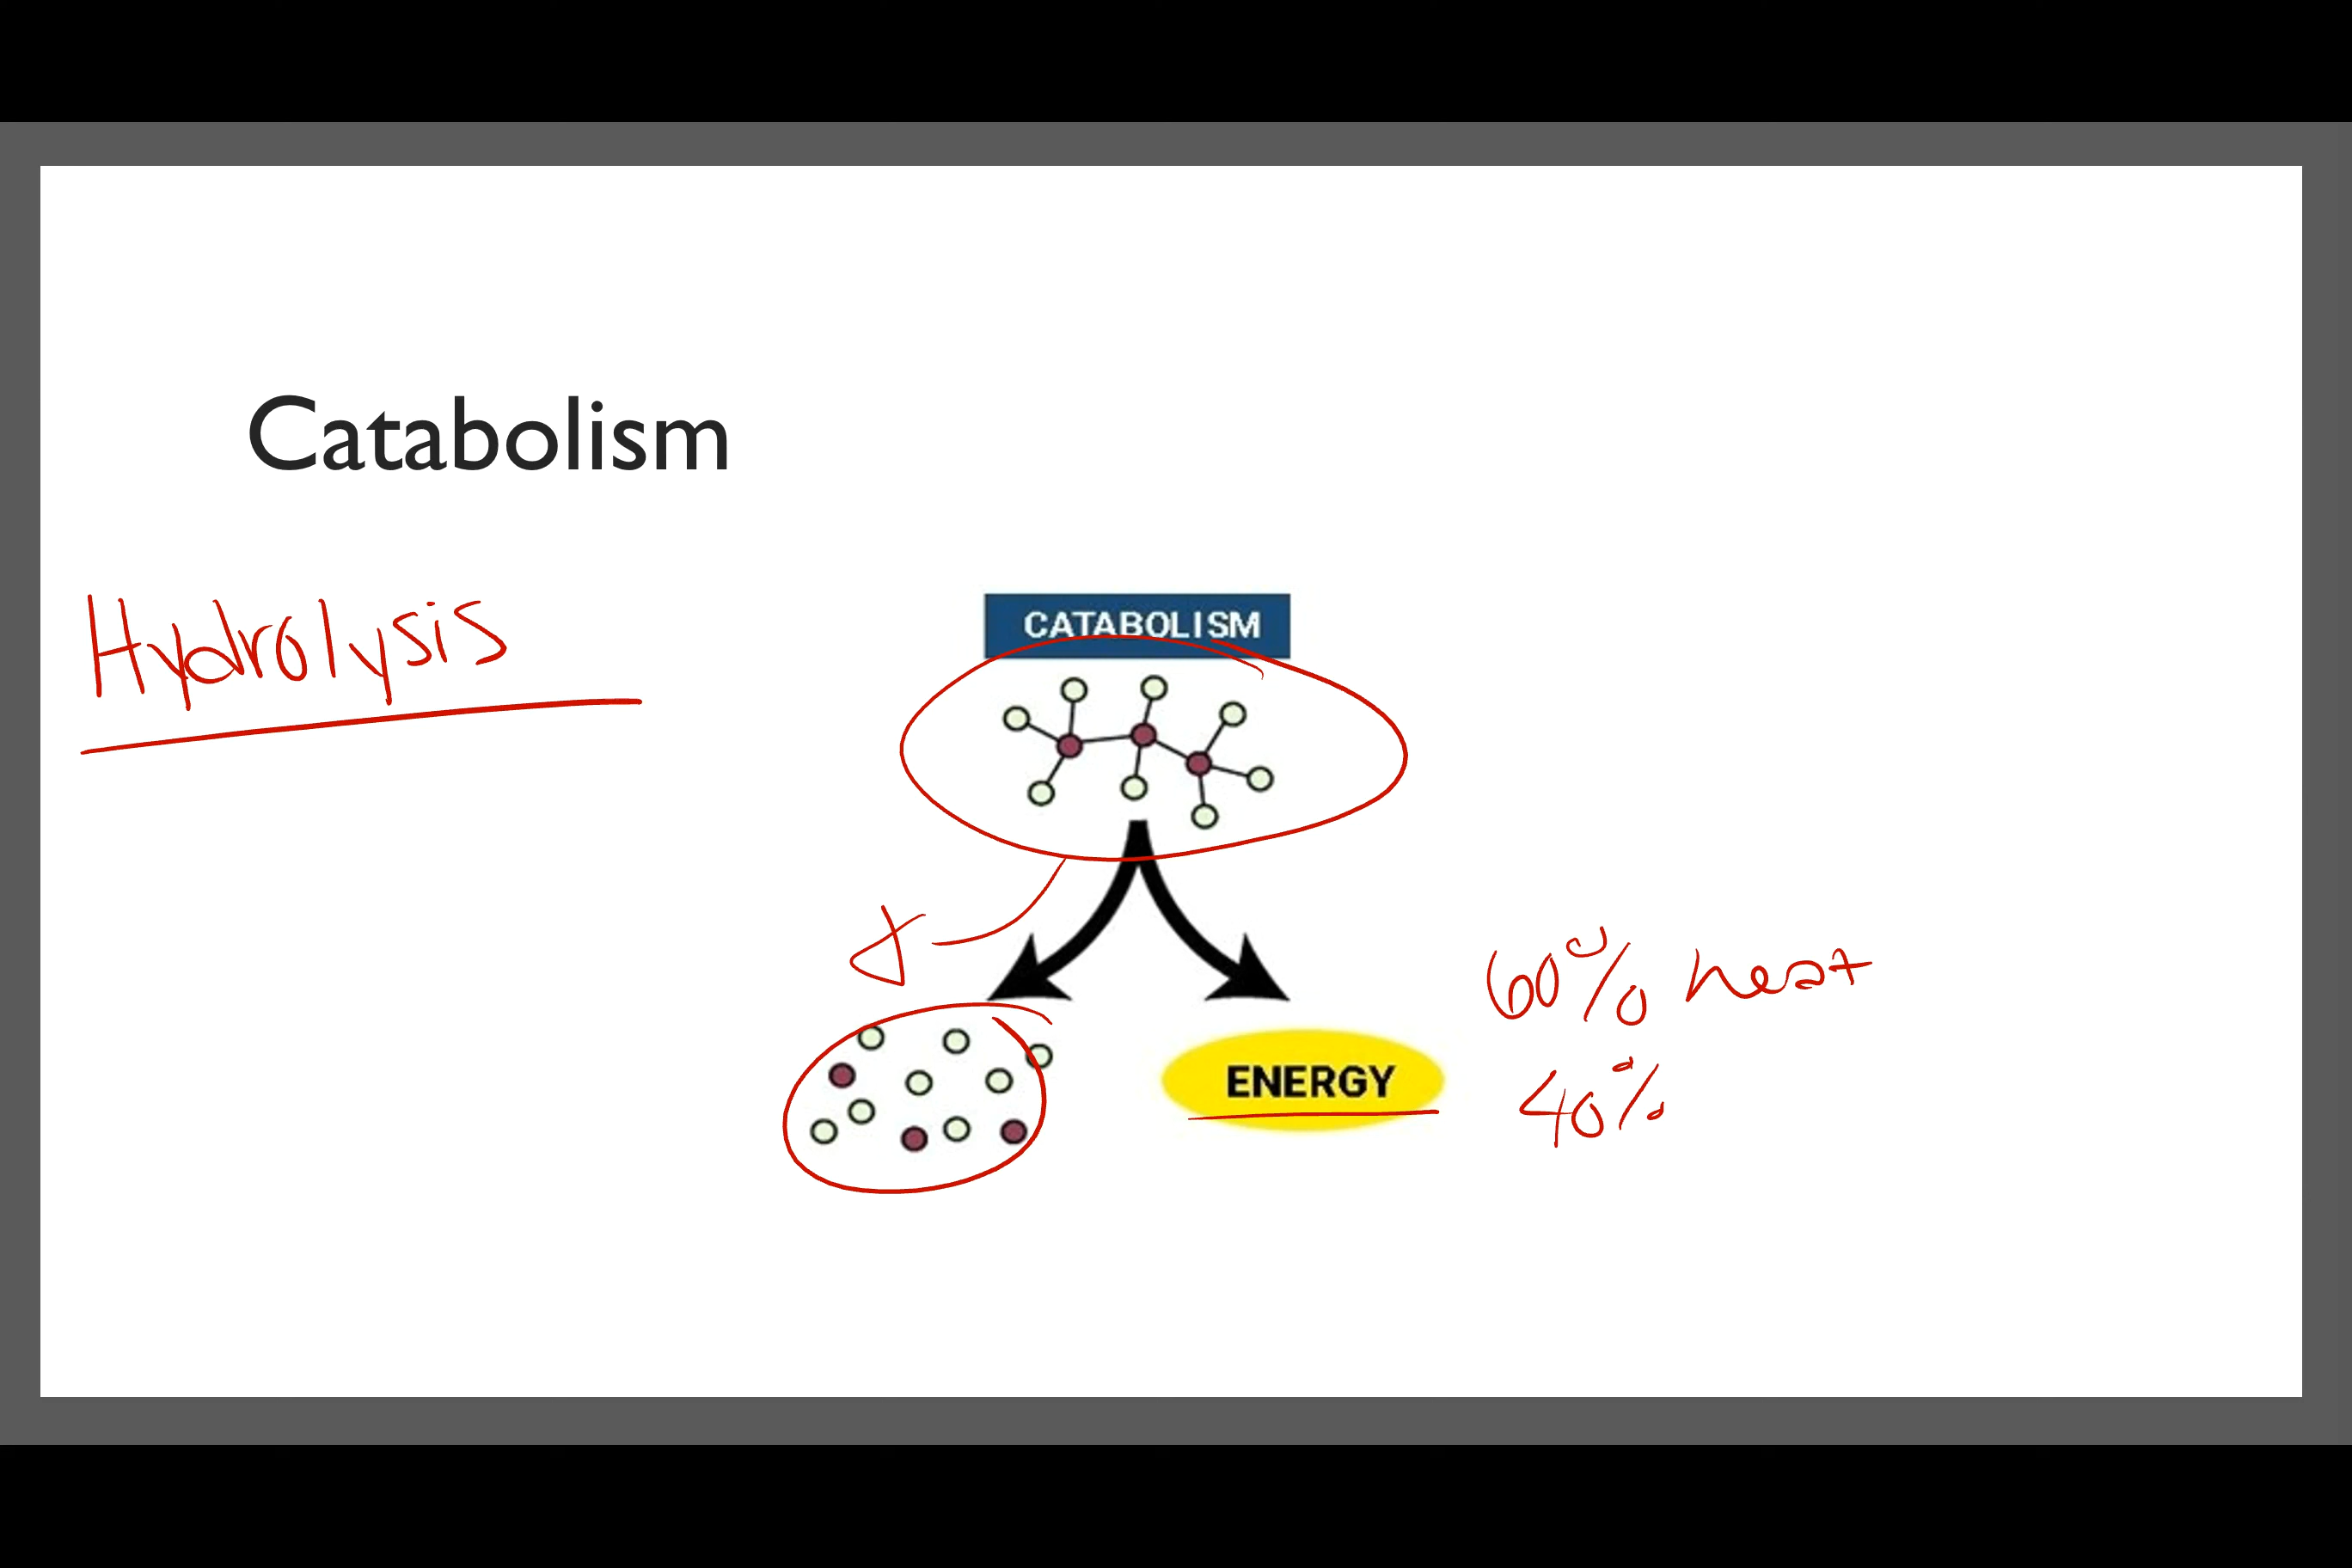 Catabolism
Hydrolysis
CATABOLISM
60% heat
ENERGY
40%